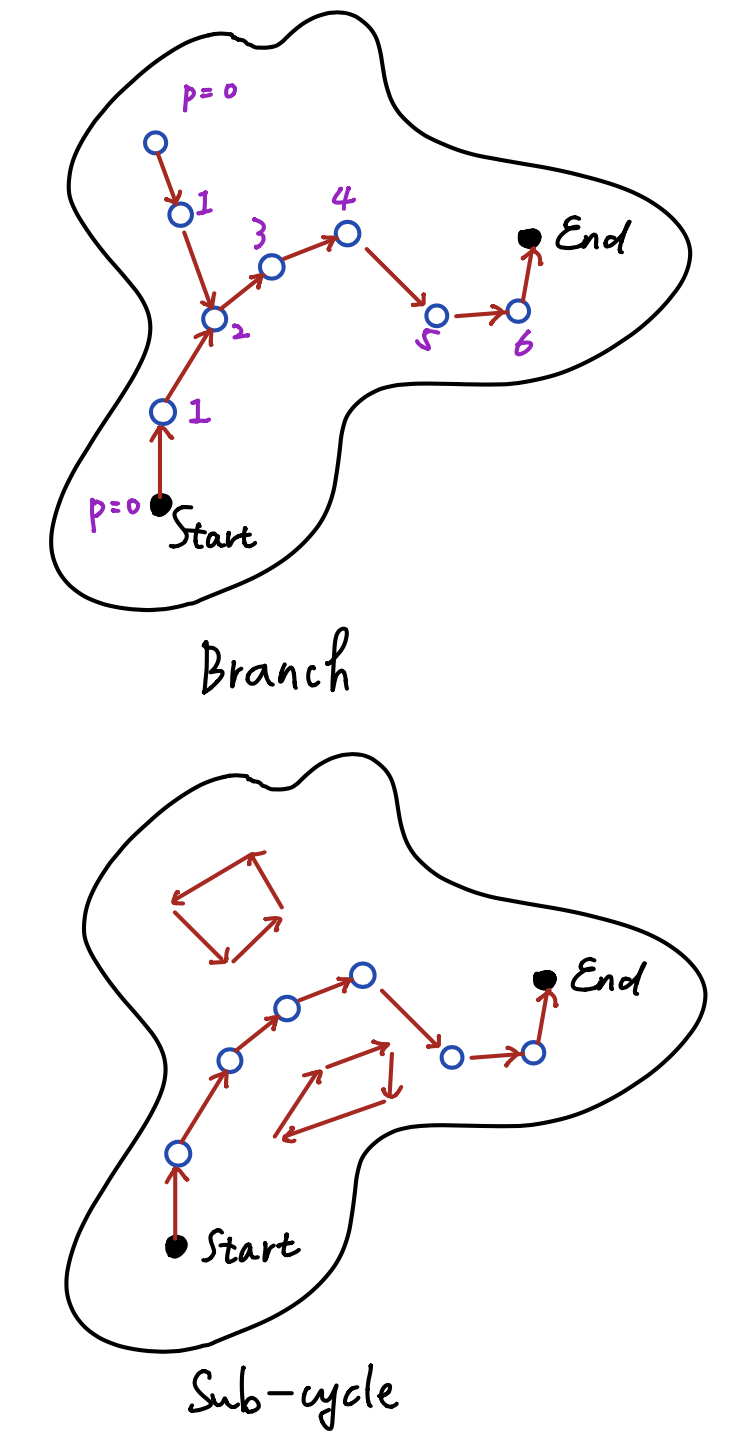 p=0
1
3
4
End
2
5
6
1
p=0
Start
Branch
End
Start
Sub-cycle